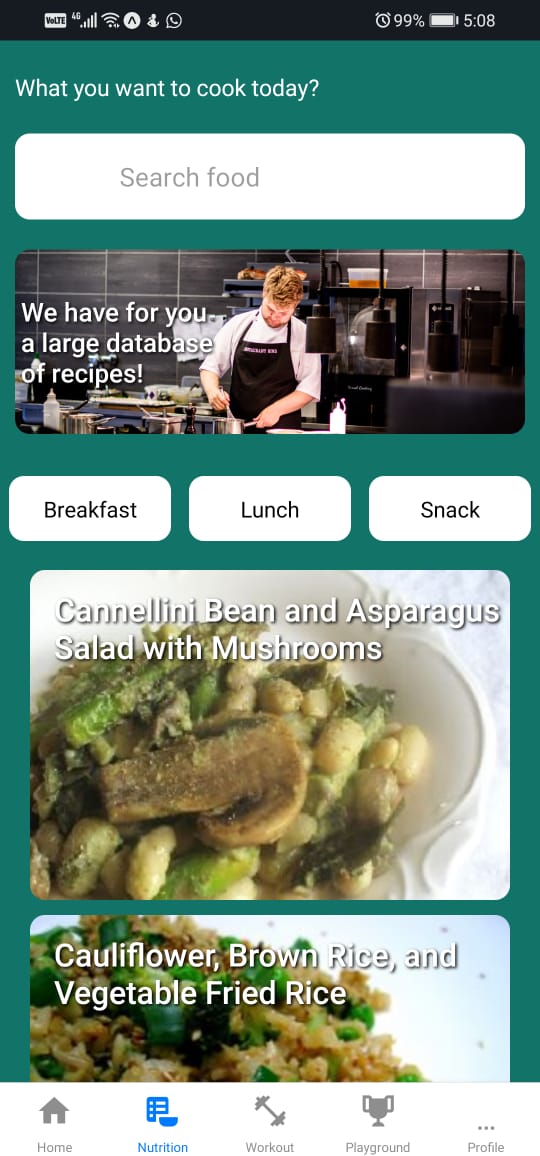 VoLTE 4G 99% 5:08
What you want to cook today?
Search food
We have for you
a large database
of recipes!
Breakfast Lunch Snack
Cannellini Bean and Asparagus
Salad with Mushrooms
Cauliflower, Brown Rice, and
Vegetable Fried Rice
Home Nutrition Workout Playground Profile